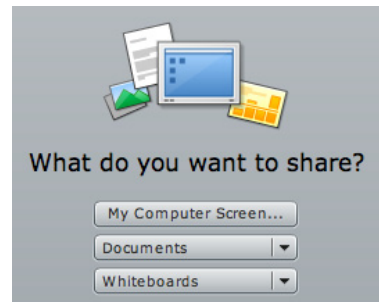 What do you want to share?
My Computer Screen...
Documents
Whiteboards